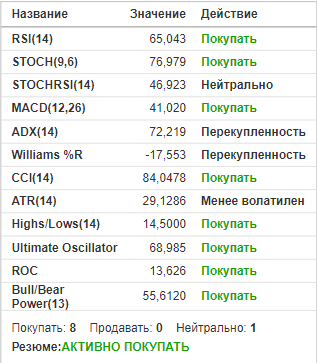 Название Значение Действие
RSI(14) 65,043 Покупать
STOCH(9,6) 76,979 Покупать
STOCHRSI(14) 46,923 Нейтрально
MACD(12,26) 41,020 Покупать
ADX(14) 72,219 Перекупленность
Williams %R -17,553 Перекупленность
CCI(14) 84,0478 Покупать
ATR(14) 29,1286 Менее волатилен
Highs/Lows(14) 14,5000 Покупать
Ultimate Oscillator 68,985 Покупать
ROC 13,626 Покупать
Bull/Bear
Power(13) 55,6120 Покупать
Покупать: 8 Продавать: 0 Нейтрально: 1
Резюме:АКТИВНО ПОКУПАТЬ